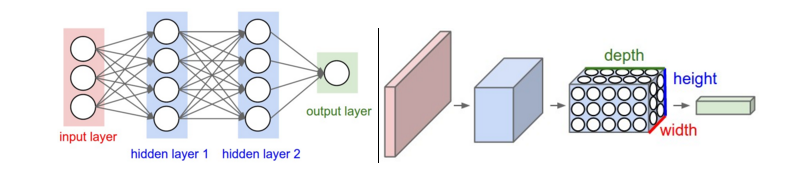 input layer
hidden layer 1
hidden layer 2
output layer
depth
height
width